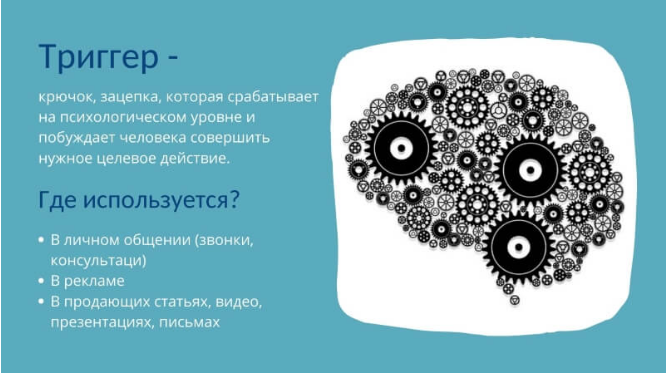 Триггер -
крючок, зацепка, которая срабатывает
на психологическом уровне и
побуждает человека совершить
нужное целевое действие.
Где используется?
• В личном общении (звонки,
консультаци)
• В рекламе
• В продающих статьях, видео,
презентациях, письмах